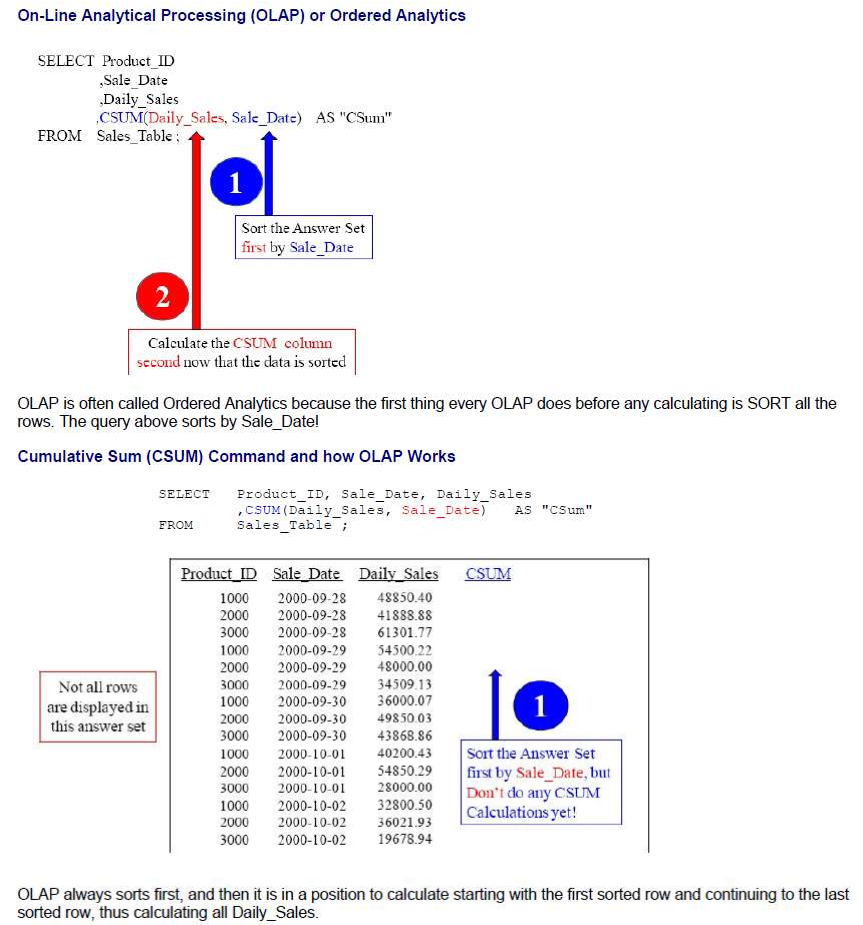 On-Line Analytical Processing (OLAP) or Ordered Analytics
SELECT Product_ID
,Sale_Date
,Daily_Sales
,CSUM(Daily_Sales, Sale_Date) AS "CSum"
FROM Sales_Table ;
1
Sort the Answer Set
first by Sale_Date
2
Calculate the CSUM column
second now that the data is sorted
OLAP is often called Ordered Analytics because the first thing every OLAP does before any calculating is SORT all the
rows. The query above sorts by Sale_Date!
Cumulative Sum (CSUM) Command and how OLAP Works
SELECT Product_ID, Sale_Date, Daily_Sales
,CSUM(Daily_Sales, Sale_Date) AS "CSum"
FROM Sales_Table ;
Product_ID Sale_Date Daily_Sales CSUM
1000 2000-09-28 48850.40
2000 2000-09-28 41888.88
3000 2000-09-28 61301.77
1000 2000-09-29 54500.22
2000 2000-09-29 48000.00
3000 2000-09-29 34509.13
1000 2000-09-30 36000.07
2000 2000-09-30 49850.03
3000 2000-09-30 43868.86
1000 2000-10-01 40200.43
2000 2000-10-01 54850.29
3000 2000-10-01 28000.00
1000 2000-10-02 32800.50
2000 2000-10-02 36021.93
3000 2000-10-02 19678.94
Not all rows
are displayed in
this answer set
1
Sort the Answer Set
first by Sale_Date, but
Don't do any CSUM
Calculations yet!
OLAP always sorts first, and then it is in a position to calculate starting with the first sorted row and continuing to the last
sorted row, thus calculating all Daily_Sales.